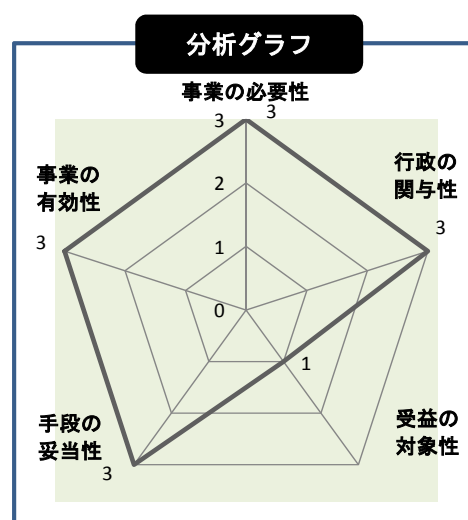 分析グラフ
事業の必要性
3
3
行政の
関与性
事業の
有効性
2
3
3
1
0
1
受益の
対象性
手段の
妥当性
3